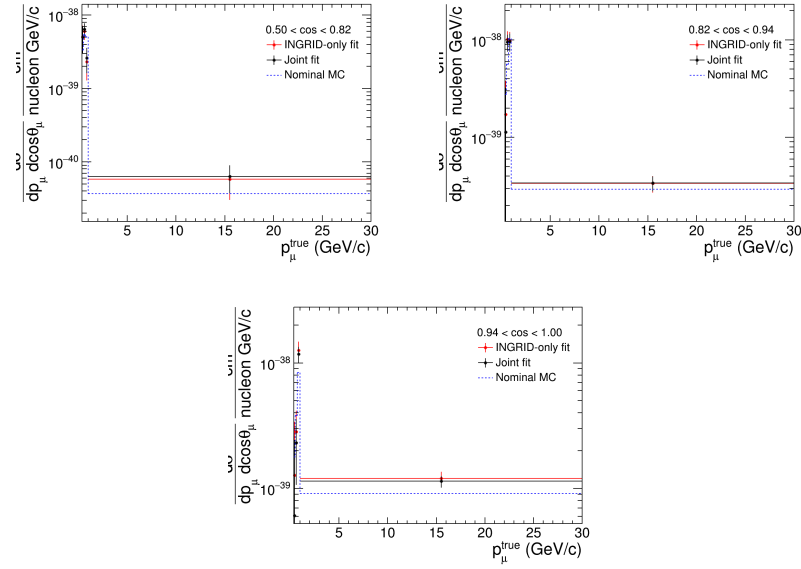 0.50 < cos < 0.82
INGRID-only fit
Joint fit
Nominal MC
10⁻³⁸
10⁻³⁹
10⁻⁴⁰
dp_μ dcosθ_μ nucleon GeV/c
5 10 15 20 25 30
p_μ^true (GeV/c)
0.82 < cos < 0.94
INGRID-only fit
Joint fit
Nominal MC
10⁻³⁸
10⁻³⁹
dp_μ dcosθ_μ nucleon GeV/c
5 10 15 20 25 30
p_μ^true (GeV/c)
0.94 < cos < 1.00
INGRID-only fit
Joint fit
Nominal MC
10⁻³⁸
10⁻³⁹
dp_μ dcosθ_μ nucleon GeV/c
5 10 15 20 25 30
p_μ^true (GeV/c)